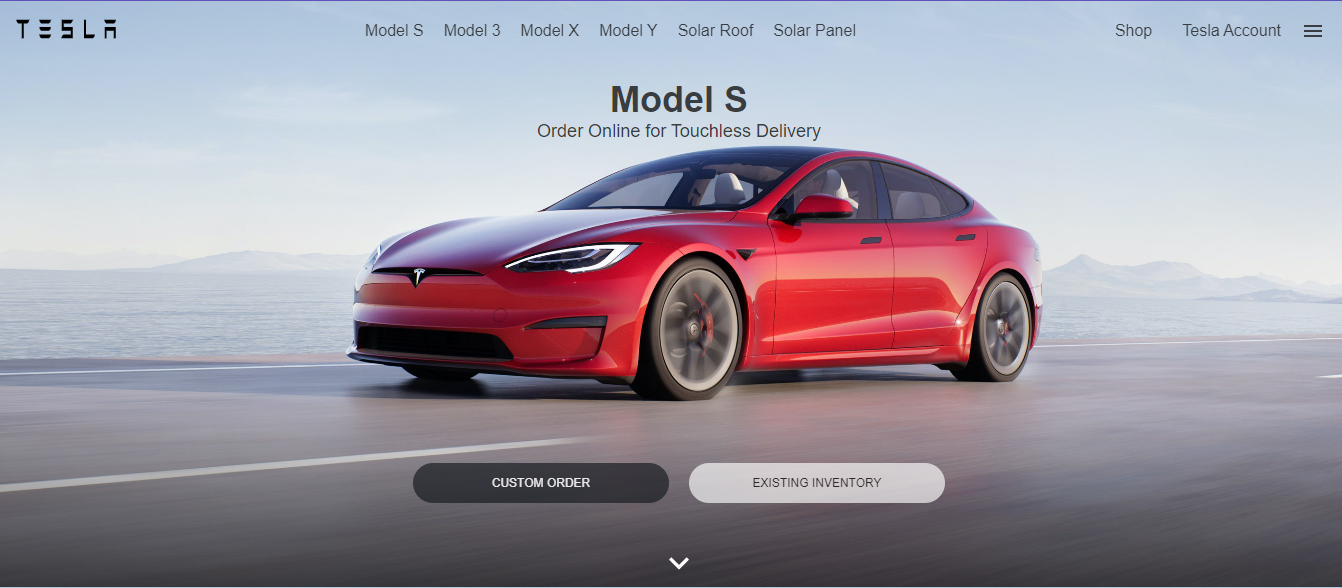 TESLA
Model S Model 3 Model X Model Y Solar Roof Solar Panel
Shop Tesla Account
Model S
Order Online for Touchless Delivery
CUSTOM ORDER
EXISTING INVENTORY